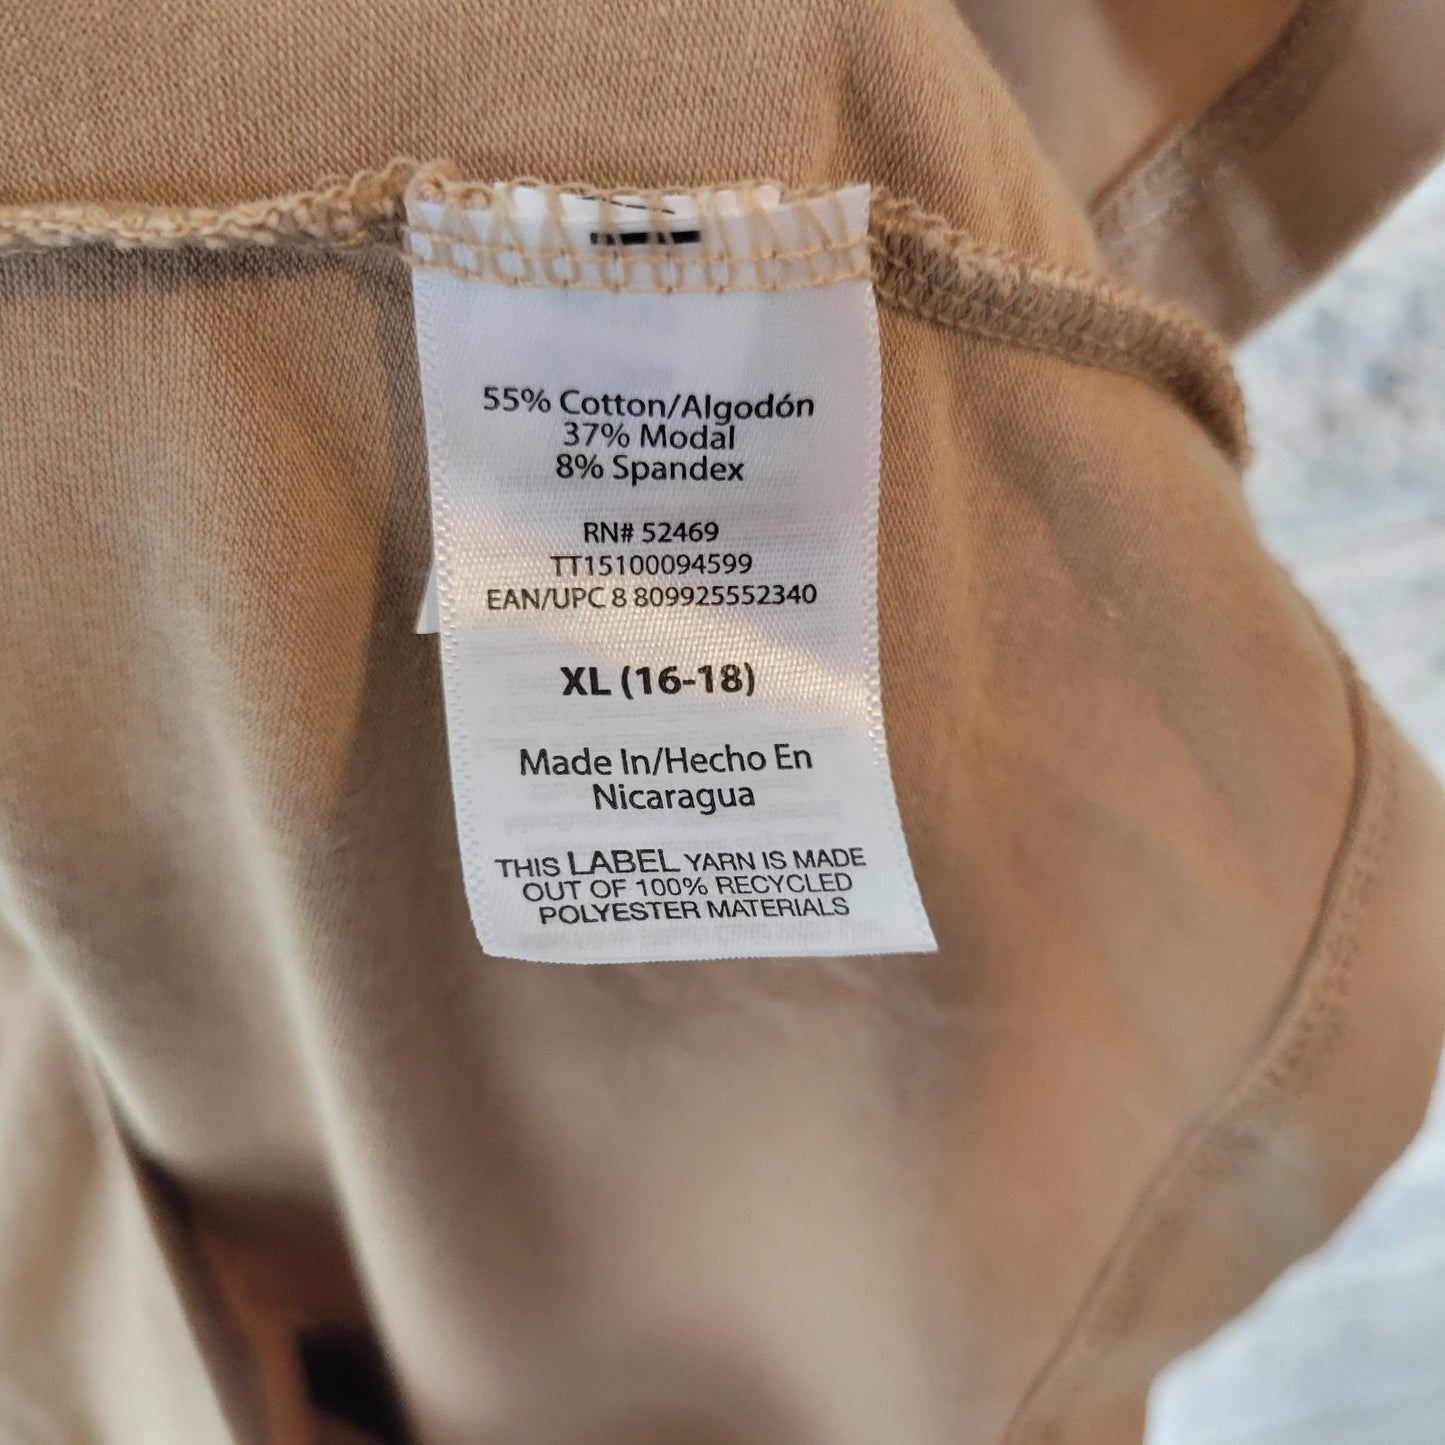 55% Cotton/Algodón
37% Modal
8% Spandex
RN# 52469
TT15100094599
EAN/UPC 8 809925552340
XL (16-18)
Made In/Hecho En
Nicaragua
THIS LABEL YARN IS MADE
OUT OF 100% RECYCLED
POLYESTER MATERIALS